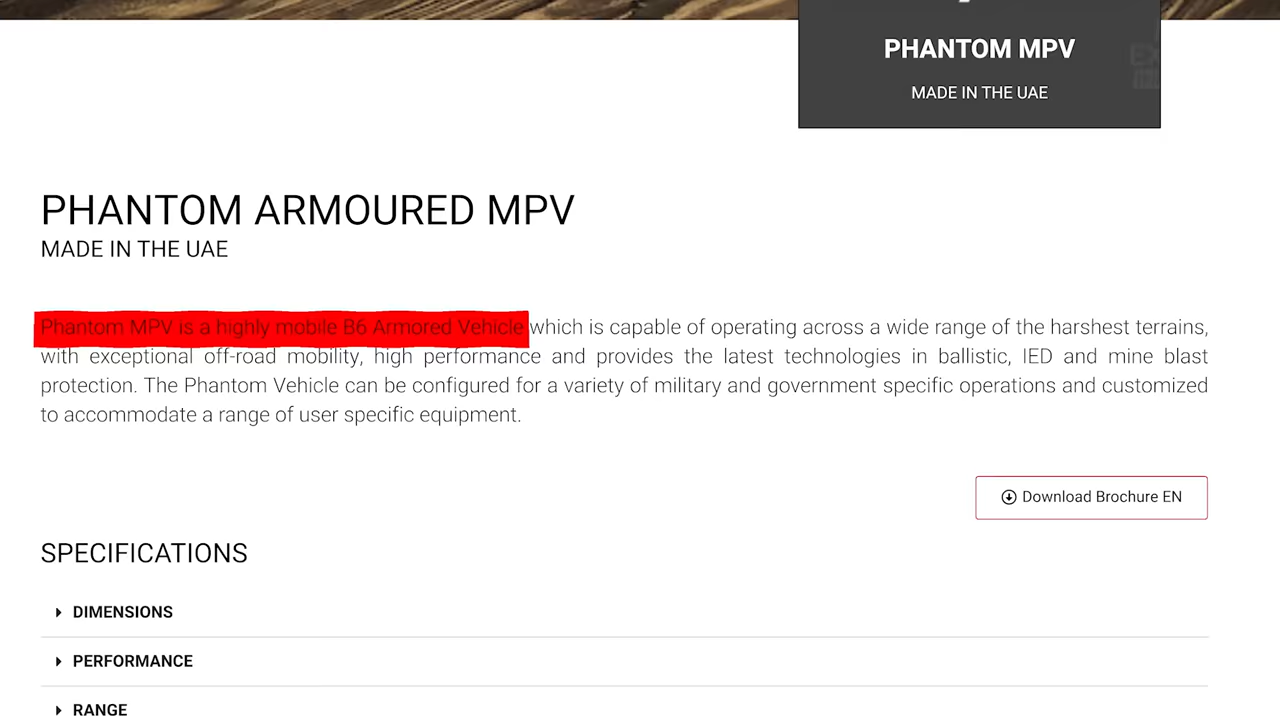 PHANTOM MPV
MADE IN THE UAE
PHANTOM ARMOURED MPV
MADE IN THE UAE
Phantom MPV is a highly mobile B6 Armored Vehicle which is capable of operating across a wide range of the harshest terrains,
with exceptional off-road mobility, high performance and provides the latest technologies in ballistic, IED and mine blast
protection. The Phantom Vehicle can be configured for a variety of military and government specific operations and customized
to accommodate a range of user specific equipment.
Download Brochure EN
SPECIFICATIONS
DIMENSIONS
PERFORMANCE
RANGE